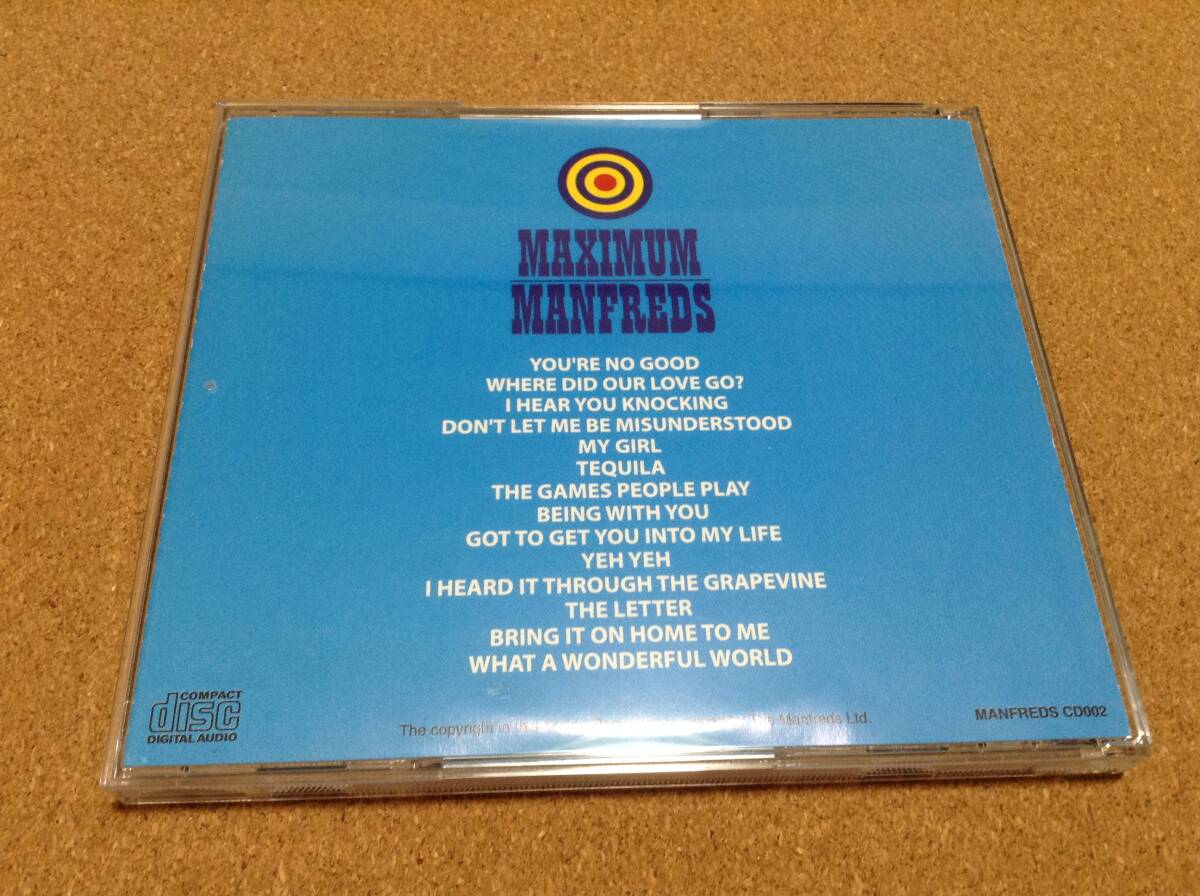 MAXIMUM
MANFREDS
YOU'RE NO GOOD
WHERE DID OUR LOVE GO?
I HEAR YOU KNOCKING
DON'T LET ME BE MISUNDERSTOOD
MY GIRL
TEQUILA
THE GAMES PEOPLE PLAY
BEING WITH YOU
GOT TO GET YOU INTO MY LIFE
YEH YEH
I HEARD IT THROUGH THE GRAPEVINE
THE LETTER
BRING IT ON HOME TO ME
WHAT A WONDERFUL WORLD
COMPACT
disc
DIGITAL AUDIO
The copyright Manfreds Ltd.
MANFREDS CD002